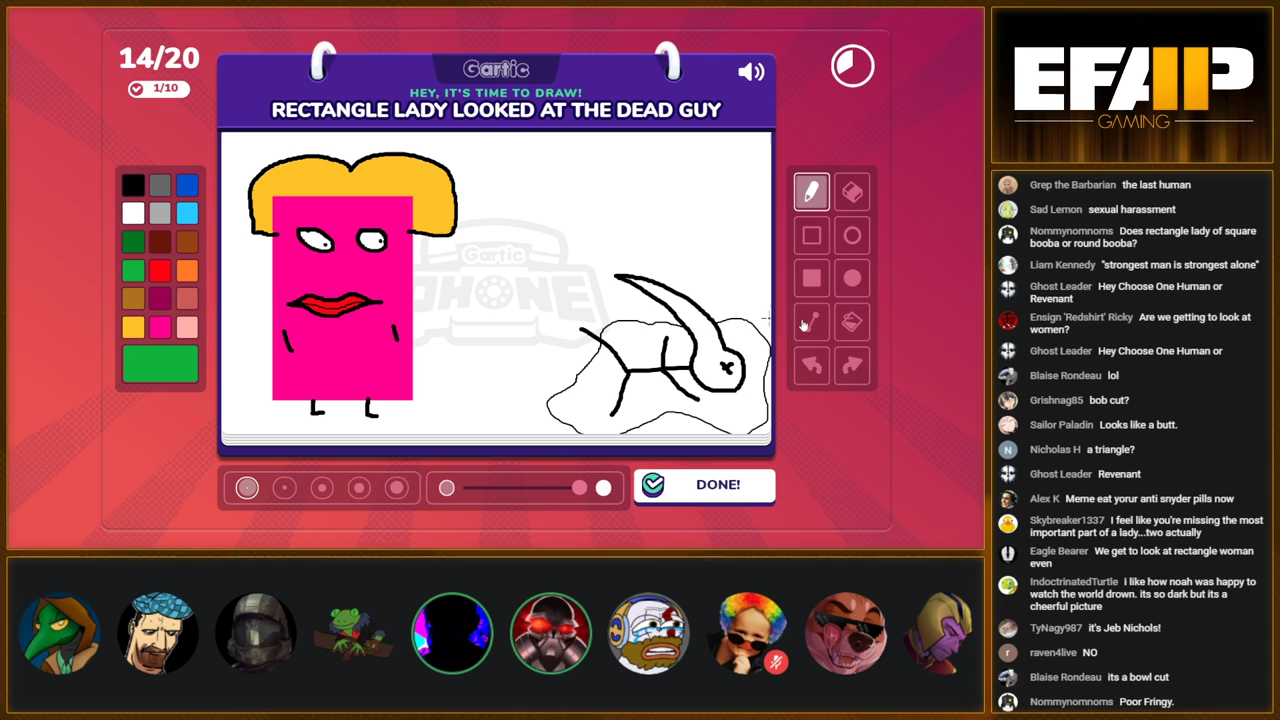 14/20
1/10
Gartic
HEY, IT'S TIME TO DRAW!
RECTANGLE LADY LOOKED AT THE DEAD GUY
Gartic
PHONE
DONE!
EFAP
GAMING
Grep the Barbarian the last human
Sad Lemon sexual harassment
Nommynomnoms Does rectangle lady of square
booba or round booba?
Liam Kennedy "strongest man is strongest alone"
Ghost Leader Hey Choose One Human or
Revenant
Ensign 'Redshirt' Ricky Are we getting to look at
women?
Ghost Leader Hey Choose One Human or
Blaise Rondeau lol
Grishnag85 bob cut?
Sailor Paladin Looks like a butt.
N Nicholas H a triangle?
Ghost Leader Revenant
Alex K Meme eat yorur anti snyder pills now
Skybreaker1337 I feel like you're missing the most
important part of a lady...two actually
Eagle Bearer We get to look at rectangle woman
even
IndoctrinatedTurtle i like how noah was happy to
watch the world drown. its so dark but its a
cheerful picture
TyNagy987 it's Jeb Nichols!
r raven4live NO
Blaise Rondeau its a bowl cut
Nommynomnoms Poor Fringy.